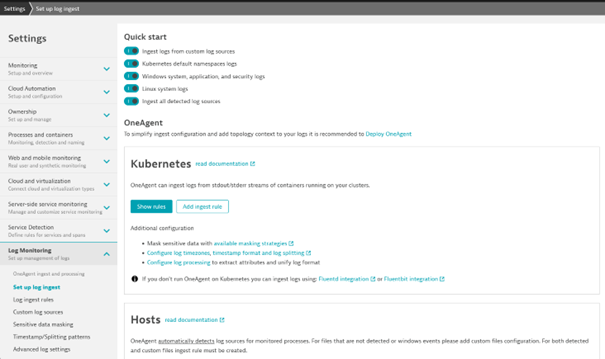 Settings
Set up log ingest
Settings
Monitoring
Setup and overview
Cloud Automation
Setup and configuration
Ownership
Set up and manage
Processes and containers
Monitoring, detection and naming
Web and mobile monitoring
Real user and synthetic monitoring
Cloud and virtualization
Connect cloud and virtualization types
Server-side service monitoring
Manage and customize service monitoring
Service Detection
Define rules for services and users
Log Monitoring
Set up management of logs
OneAgent ingest and processing
Set up log ingest
Log ingest rules
Custom log sources
Sensitive data masking
Timestamp/Splitting patterns
Advanced log settings
Quick start
Ingest logs from custom log sources
Kubernetes default namespaces logs
Windows system, application, and security logs
Linux system logs
Ingest all detected log sources
OneAgent
To simplify ingest configuration and add topology context to your logs it is recommended to Deploy OneAgent
Kubernetes read documentation
OneAgent can ingest logs from stdout/stderr streams of containers running on your clusters.
Show rules
Add ingest rule
Additional configuration
• Mask sensitive data with available masking strategies
• Configure log timezones, timestamp format and log splitting
• Configure log processing to extract attributes and unify log format
If you don't run OneAgent on Kubernetes you can ingest logs using: Fluentd integration or Fluentbit integration
Hosts read documentation
OneAgent automatically detects log sources for monitored processes. For files that are not detected or windows events please add custom files configuration. For both detected
and custom files ingest rule must be created.